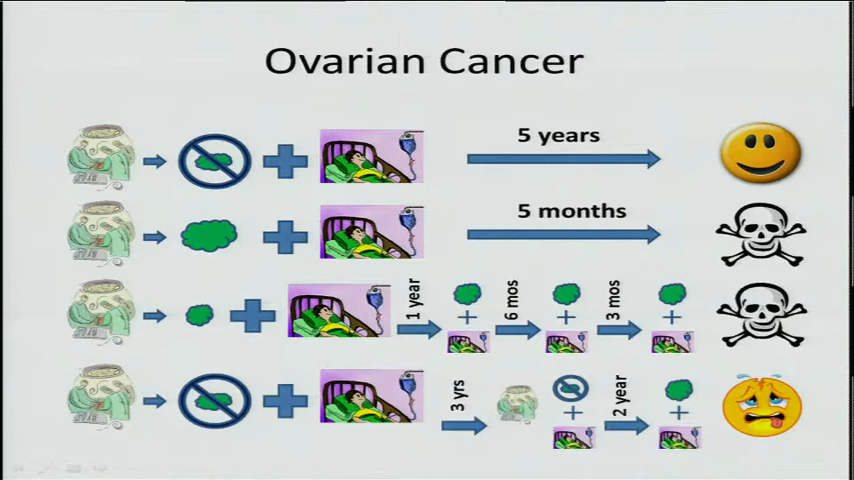 Ovarian Cancer
5 years
5 months
1 year
6 mos
3 mos
3 yrs
2 year